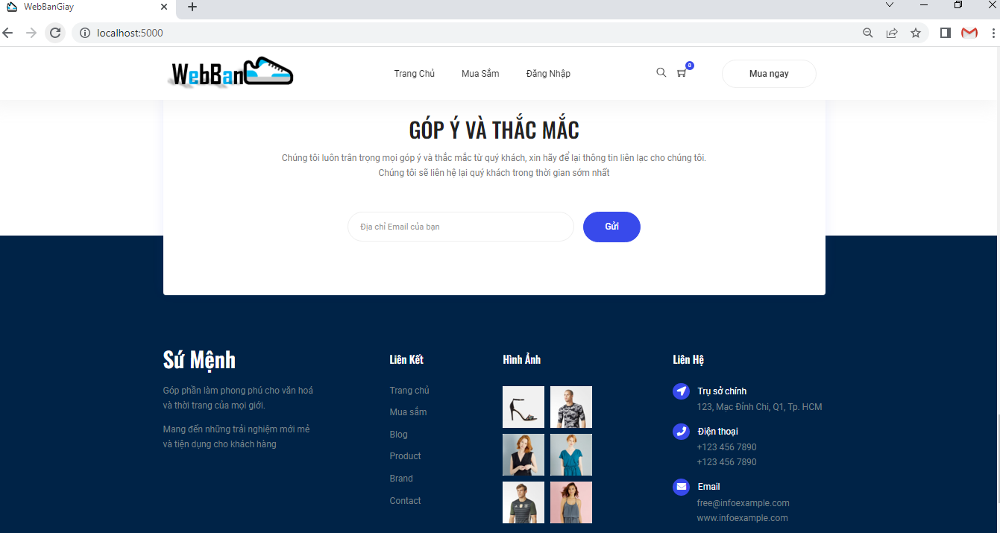 WebBanGiay
localhost:5000
WebBan
Trang Chủ
Mua Sắm
Đăng Nhập
0
Mua ngay
GÓP Ý VÀ THẮC MẮC
Chúng tôi luôn trân trọng mọi góp ý và thắc mắc từ quý khách, xin hãy để lại thông tin liên lạc cho chúng tôi.
Chúng tôi sẽ liên hệ lại quý khách trong thời gian sớm nhất
Địa chỉ Email của bạn
Gửi
Sứ Mệnh
Góp phần làm phong phú cho văn hoá
và thời trang của mọi giới.
Mang đến những trải nghiệm mới mẻ
và tiện dụng cho khách hàng
Liên Kết
Trang chủ
Mua sắm
Blog
Product
Brand
Contact
Hình Ảnh
Liên Hệ
Trụ sở chính
123, Mạc Đỉnh Chi, Q1, Tp. HCM
Điện thoại
+123 456 7890
+123 456 7890
Email
free@infoexample.com
www.infoexample.com